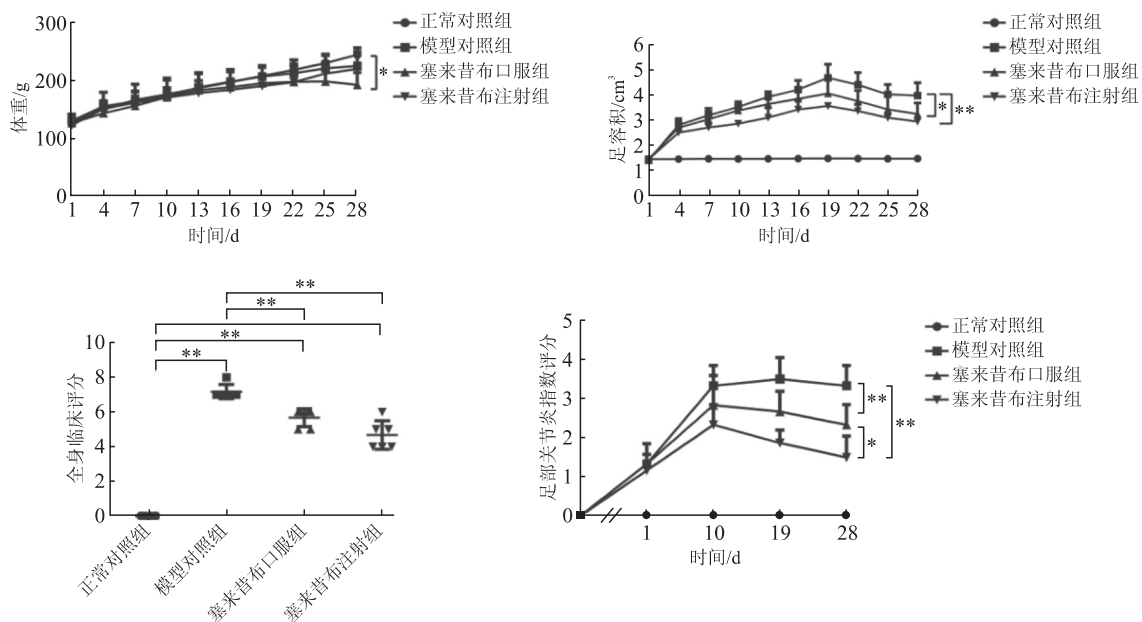 300
200
100
0
体重/g
1 4 7 10 13 16 19 22 25 28
时间/d
正常对照组
模型对照组
塞来昔布口服组
塞来昔布注射组
*
6
5
4
3
2
1
0
足容积/cm³
1 4 7 10 13 16 19 22 25 28
时间/d
正常对照组
模型对照组
塞来昔布口服组
塞来昔布注射组
* **
**
**
**
**
10
8
6
4
2
0
全身临床评分
正常对照组
模型对照组
塞来昔布口服组
塞来昔布注射组
5
4
3
2
1
0
足部关节炎指数评分
1 10 19 28
时间/d
正常对照组
模型对照组
塞来昔布口服组
塞来昔布注射组
**
*
**